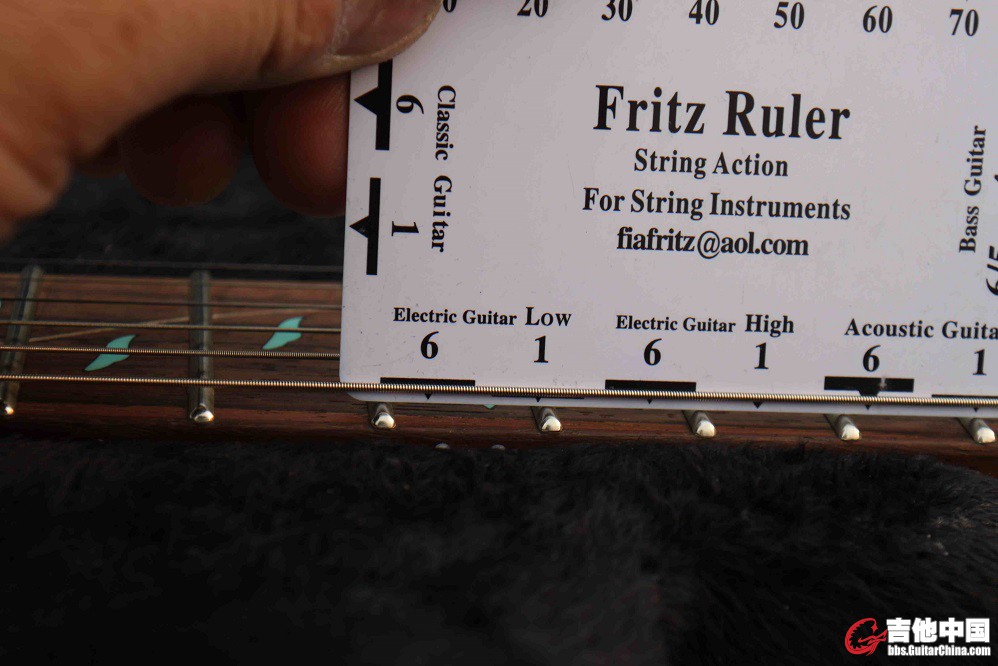 20 30 40 50 60 70
Fritz Ruler
String Action
For String Instruments
fiafritz@aol.com
Classic Guitar
6 1
Bass Guitar
Electric Guitar Low
6 1
Electric Guitar High
6 1
Acoustic
6 1
吉他中国
bbs.GuitarChina.com